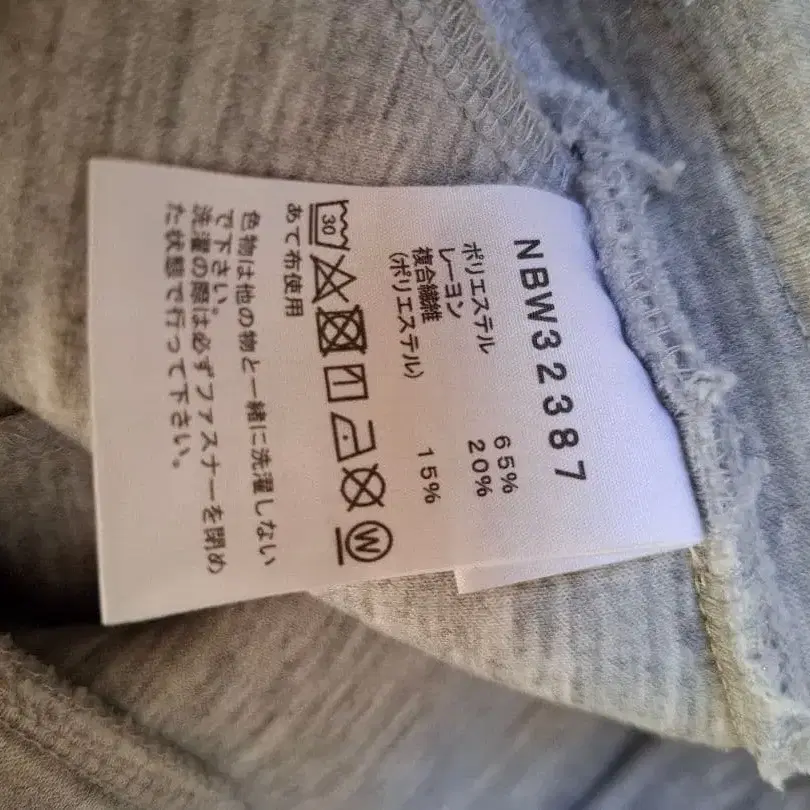 NBW32387
ポリエステル 65%
レーヨン 20%
複合繊維
(ポリエステル) 15%
30
W
あて布使用
色物は他の物と一緒に洗濯しない
で下さい。
洗濯の際は必ずファスナーを閉め
た状態で行って下さい。